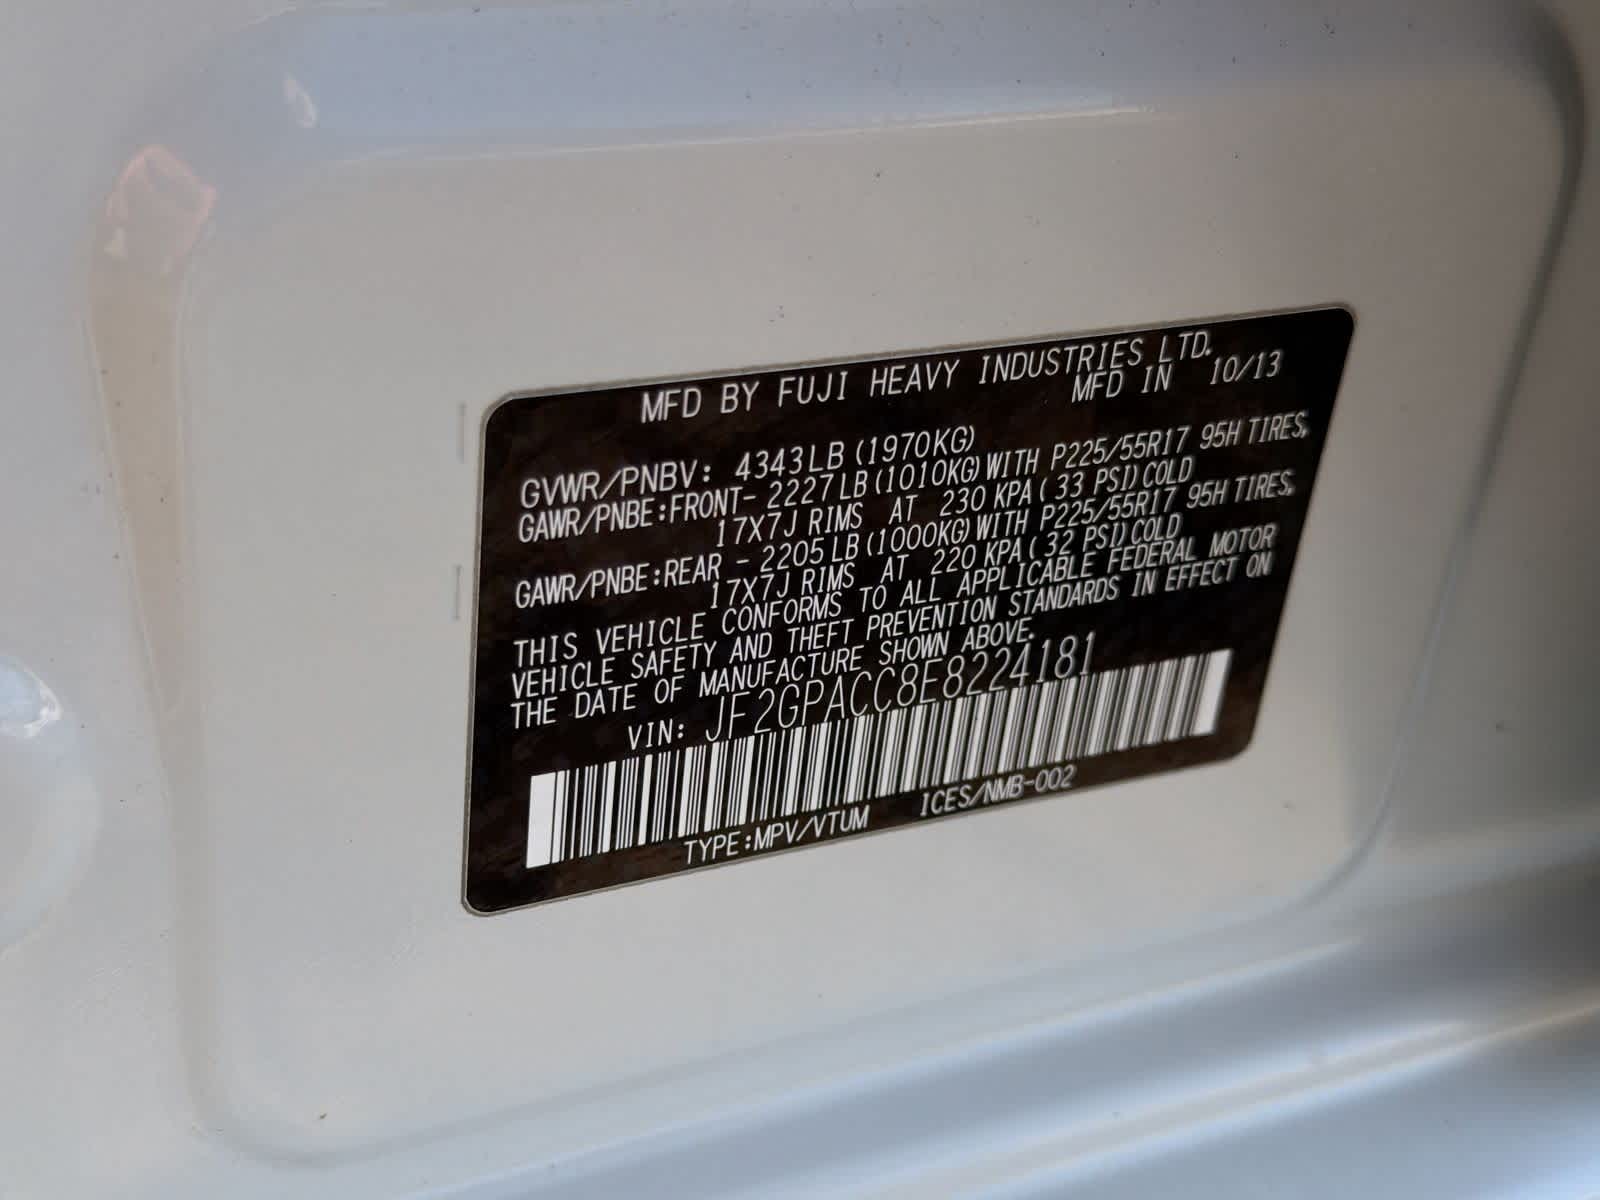 MFD BY FUJI HEAVY INDUSTRIES LTD.
MFD IN 10/13
GVWR/PNBV: 4343LB (1970KG)
GAWR/PNBE:FRONT- 2227LB (1010KG) WITH P225/55R17 95H TIRES,
17X7J RIMS AT 230 KPA ( 33 PSI) COLD
GAWR/PNBE:REAR - 2205LB (1000KG) WITH P225/55R17 95H TIRES,
17X7J RIMS AT 220 KPA ( 32 PSI) COLD
THIS VEHICLE CONFORMS TO ALL APPLICABLE FEDERAL MOTOR
VEHICLE SAFETY AND THEFT PREVENTION STANDARDS IN EFFECT ON
THE DATE OF MANUFACTURE SHOWN ABOVE.
VIN: JF2GPACC8E8224181
TYPE:MPV/VTUM ICES/NMB-002